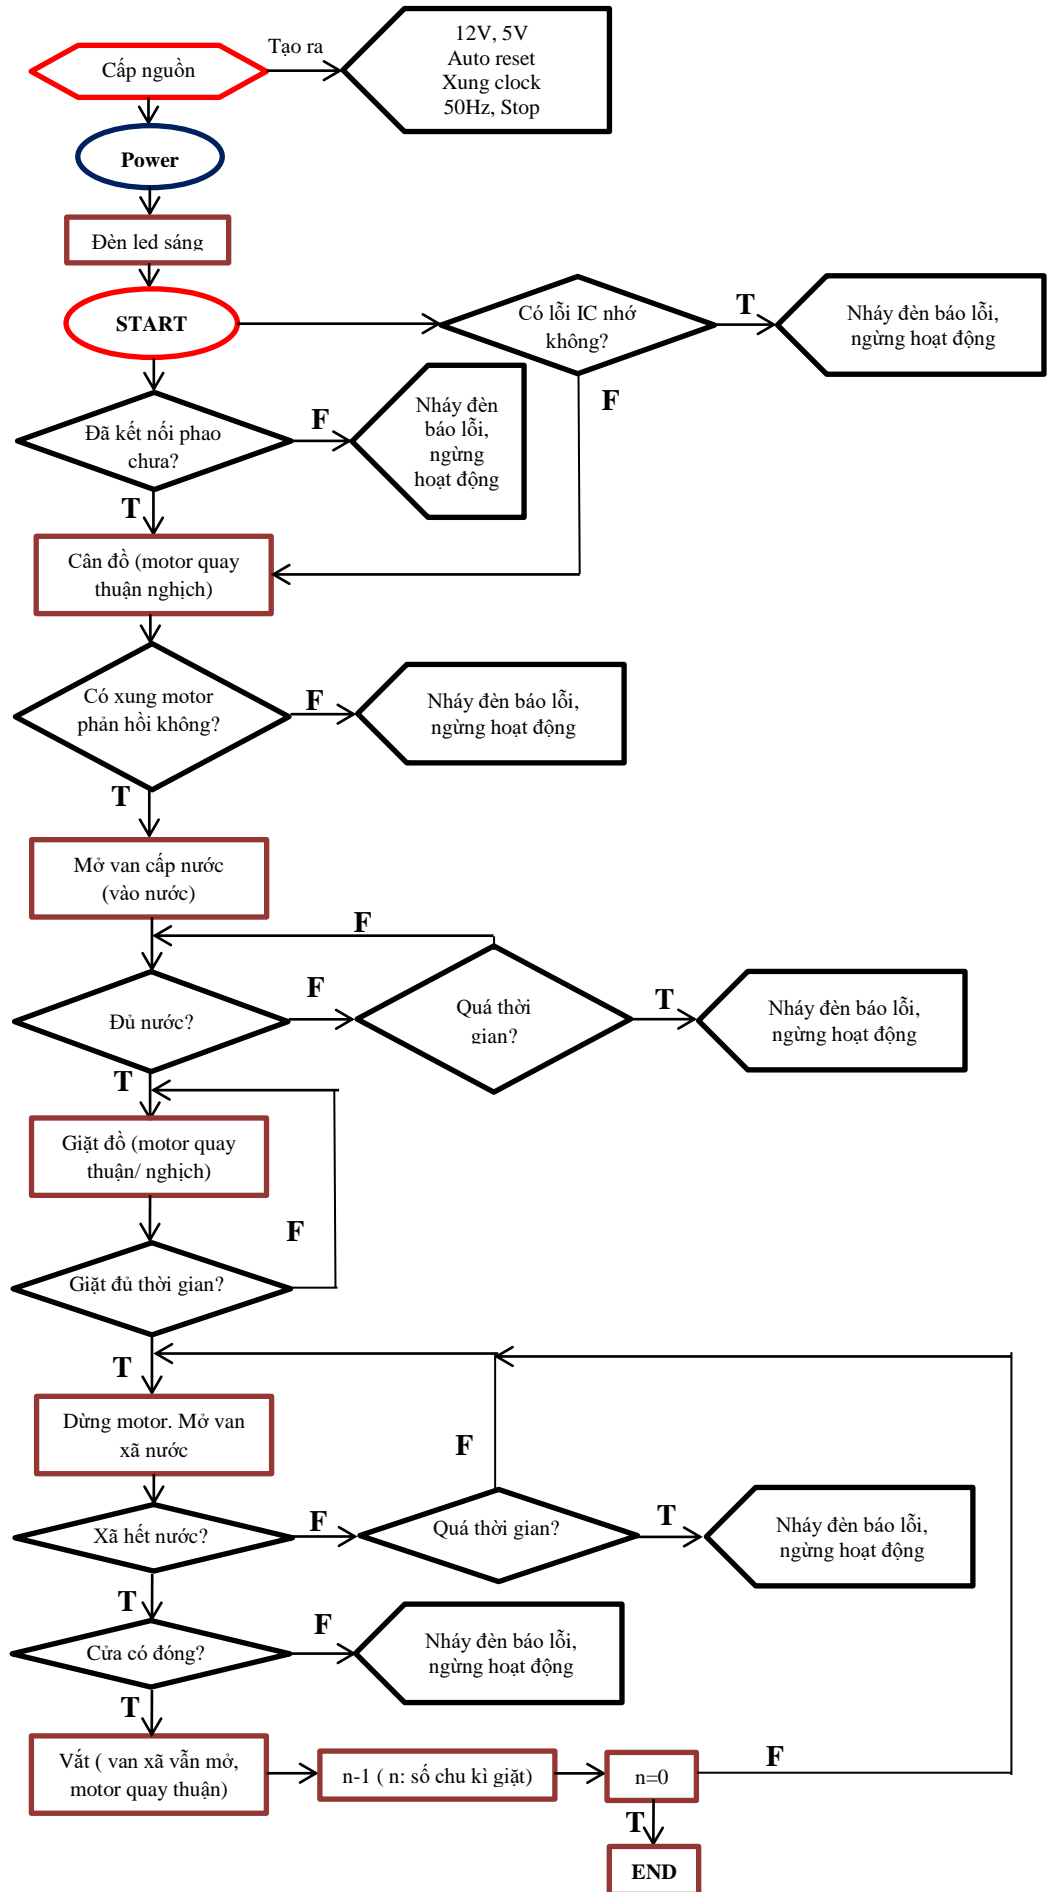 Cấp nguồn
Tạo ra
12V, 5V
Auto reset
Xung clock
50Hz, Stop
Power
Đèn led sáng
START
Có lỗi IC nhớ
không?
T
Nháy đèn báo lỗi,
ngừng hoạt động
F
Đã kết nối phao
chưa?
F
Nháy đèn
báo lỗi,
ngừng
hoạt động
T
Cân đồ (motor quay
thuận nghịch)
Có xung motor
phản hồi không?
F
Nháy đèn báo lỗi,
ngừng hoạt động
T
Mở van cấp nước
(vào nước)
F
Đủ nước?
F
Quá thời
gian?
T
Nháy đèn báo lỗi,
ngừng hoạt động
T
Giặt đồ (motor quay
thuận/ nghịch)
F
Giặt đủ thời gian?
T
Dừng motor. Mở van
xã nước
F
Xã hết nước?
F
Quá thời gian?
T
Nháy đèn báo lỗi,
ngừng hoạt động
T
Cửa có đóng?
F
Nháy đèn báo lỗi,
ngừng hoạt động
T
Vắt ( van xã vẫn mở,
motor quay thuận)
n-1 ( n: số chu kì giặt)
n=0
F
T
END